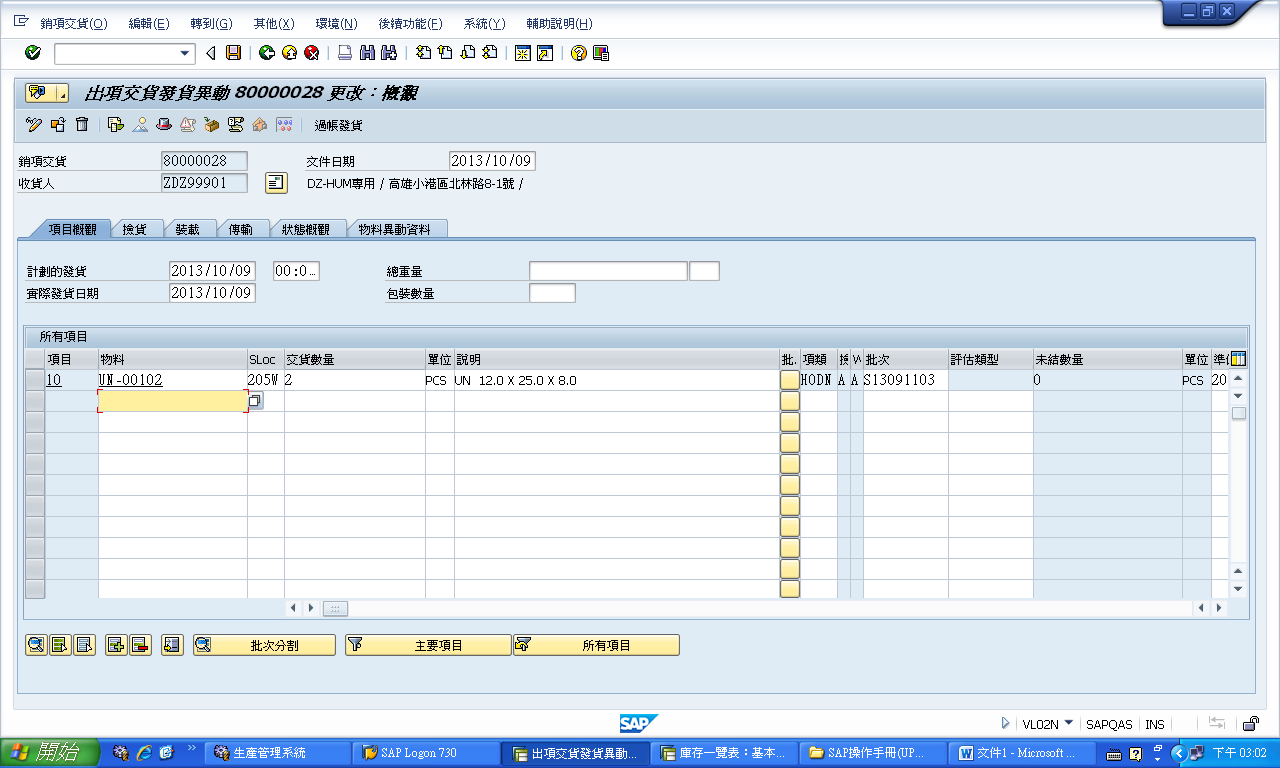 銷項交貨(O) 編輯(E) 轉到(G) 其他(X) 環境(N) 後續功能(F) 系統(Y) 輔助說明(H)
出項交貨發貨異動 80000028 更改：概觀
過帳發貨
銷項交貨 80000028 文件日期 2013/10/09
收貨人 ZDZ99901 DZ-HUM專用 / 高雄小港區北林路8-1號 /
項目概觀 撿貨 裝載 傳輸 狀態概觀 物料異動資料
計劃的發貨 2013/10/09 00:0… 總重量
實際發貨日期 2013/10/09 包裝數量
所有項目
項目 物料 SLoc 交貨數量 單位 說明 批. 項類 W 批次 評估類型 未結數量 單位
10 UN-00102 205W 2 PCS UN 12.0 X 25.0 X 8.0 HODN A A S13091103 0 PCS 20
批次分割 主要項目 所有項目
SAP VL02N SAPQAS INS
開始 生產管理系統 SAP Logon 730 出項交貨發貨異動... 庫存一覽表：基本... SAP操作手冊(UP... 文件1 - Microsoft ... 下午 03:02